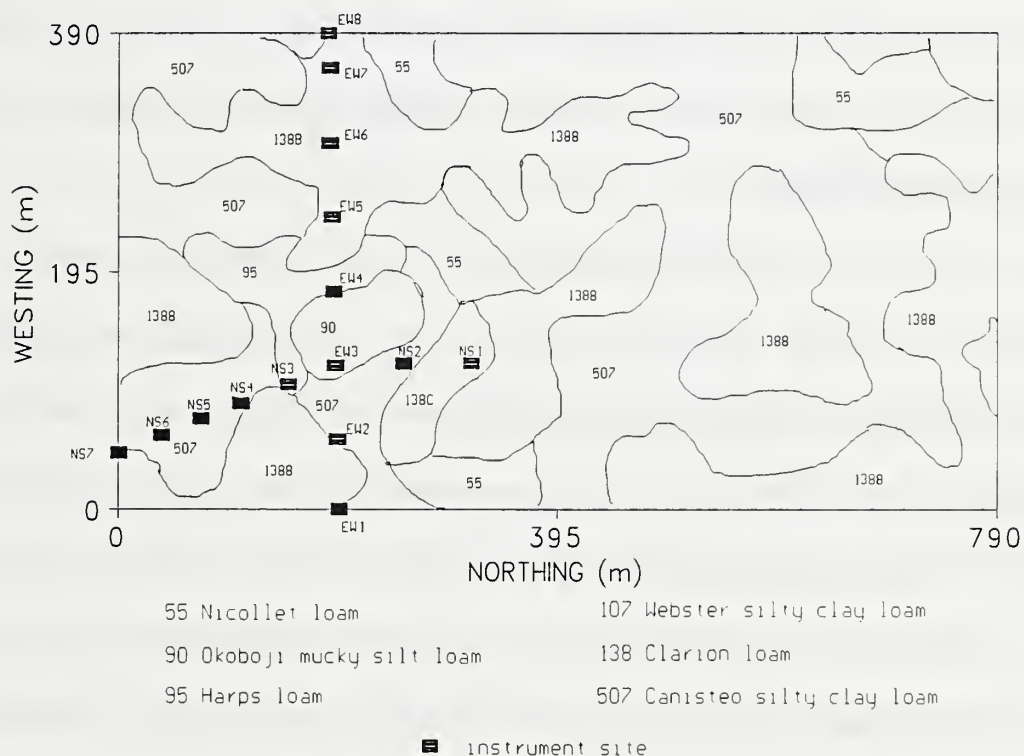 EW8
390
507
EW7
55
55
138B
EW6
1388
507
507
EW5
WESTING (m)
195
95
55
EW4
1388
1388
90
1388
1388
EW3
NS2
NS1
NS3
507
NS4
138C
507
NS5
NS6
EW2
507
NS7
1388
55
1388
0
EW1
0
395
790
NORTHING (m)
55 Nicollet loam
107 Webster silty clay loam
90 Okoboji mucky silt loam
138 Clarion loam
95 Harps loam
507 Canisteo silty clay loam
instrument site